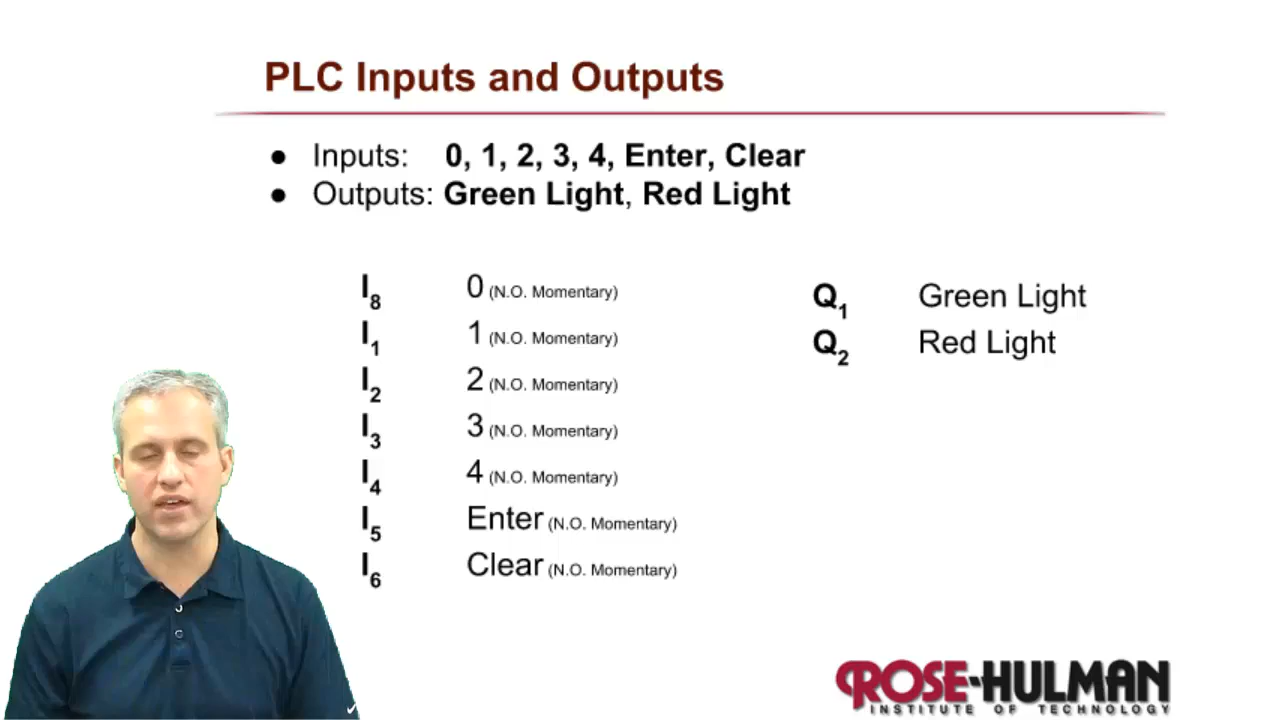 PLC Inputs and Outputs
● Inputs: 0, 1, 2, 3, 4, Enter, Clear
● Outputs: Green Light, Red Light
I8 0 (N.O. Momentary)
I1 1 (N.O. Momentary)
I2 2 (N.O. Momentary)
I3 3 (N.O. Momentary)
I4 4 (N.O. Momentary)
I5 Enter (N.O. Momentary)
I6 Clear (N.O. Momentary)
Q1 Green Light
Q2 Red Light
ROSE-HULMAN
INSTITUTE OF TECHNOLOGY